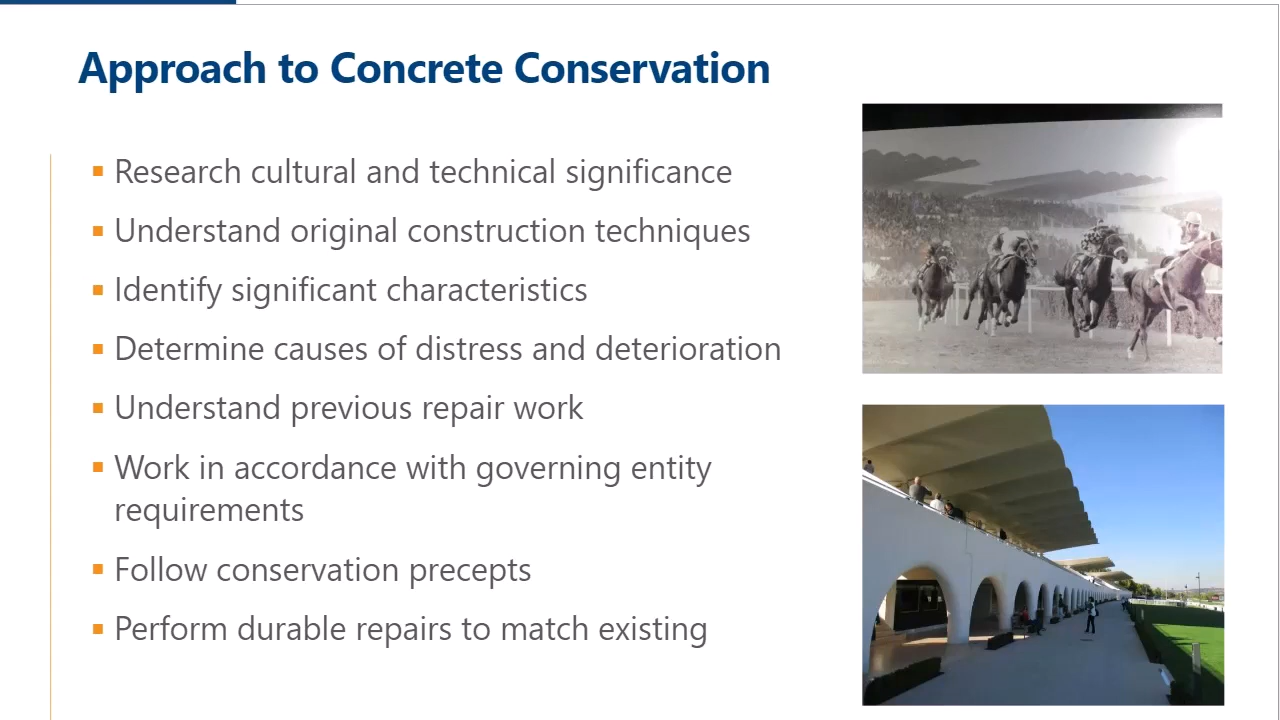 Approach to Concrete Conservation
Research cultural and technical significance
Understand original construction techniques
Identify significant characteristics
Determine causes of distress and deterioration
Understand previous repair work
Work in accordance with governing entity
requirements
Follow conservation precepts
Perform durable repairs to match existing